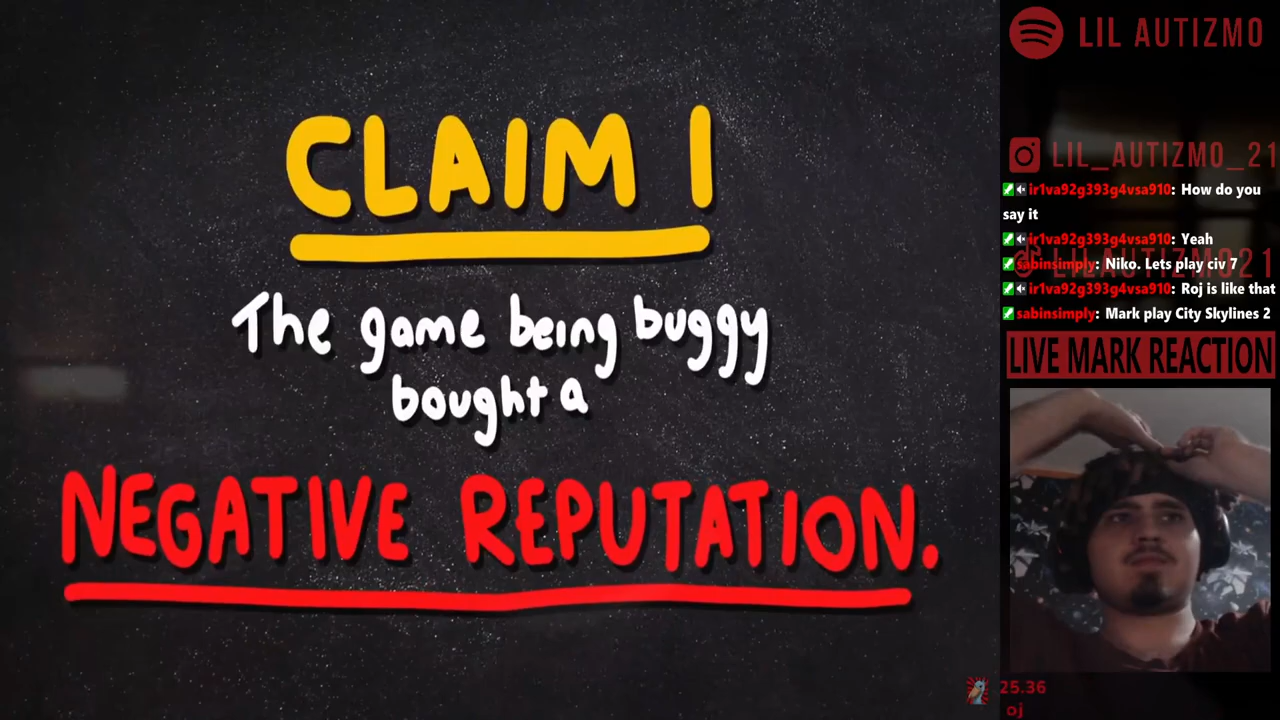 CLAIM 1
The game being buggy
bought a
NEGATIVE REPUTATION.
LIL AUTIZMO
LIL_AUTIZMO_21
ir1va92g393g4vsa910: How do you
say it
ir1va92g393g4vsa910: Yeah
sabinsimply: Niko. Lets play civ 7
ir1va92g393g4vsa910: Roj is like that
sabinsimply: Mark play City Skylines 2
LIVE MARK REACTION
25.36
oj